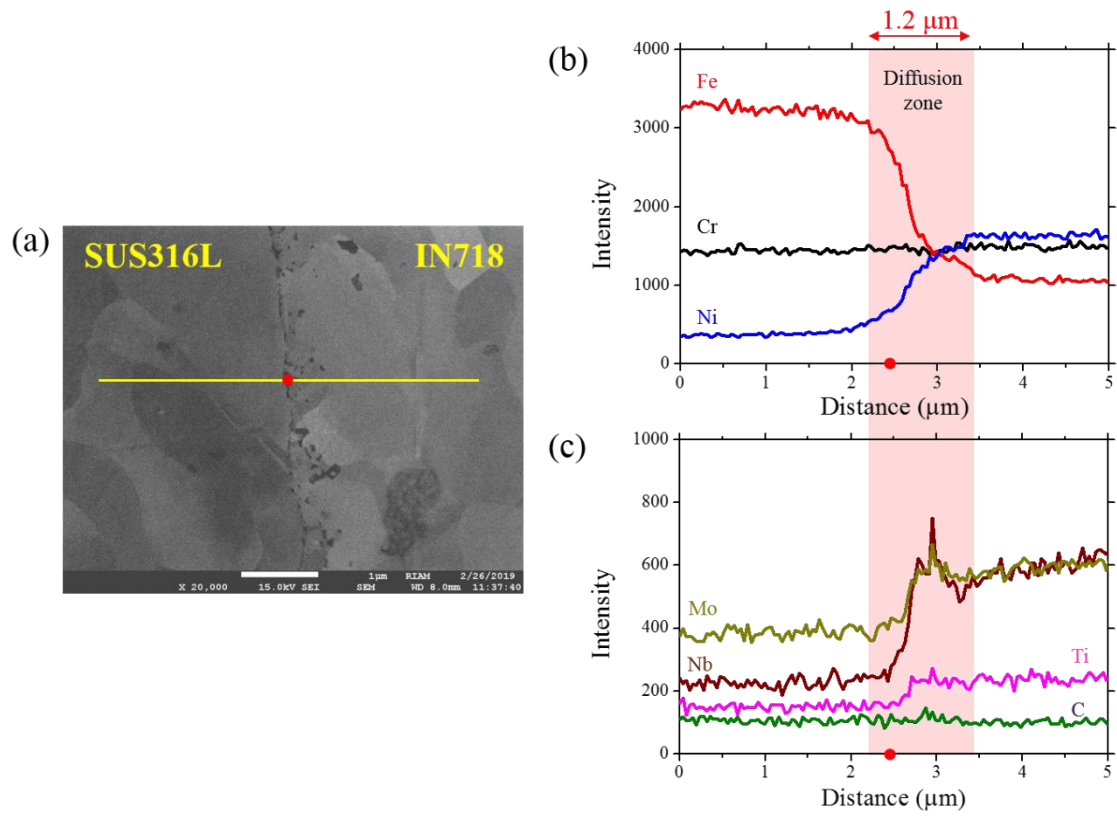 (a)
SUS316L IN718
X 20,000 15.0kV SEI 1µm RIAM 2/26/2019
SEM WD 8.0mm 11:37:40
1.2 µm
(b)
4000
3000
2000
1000
0
Intensity
Fe
Cr
Ni
Diffusion
zone
0 1 2 3 4 5
Distance (µm)
(c)
1000
800
600
400
200
0
Intensity
Mo
Nb
Ti
C
0 1 2 3 4 5
Distance (µm)